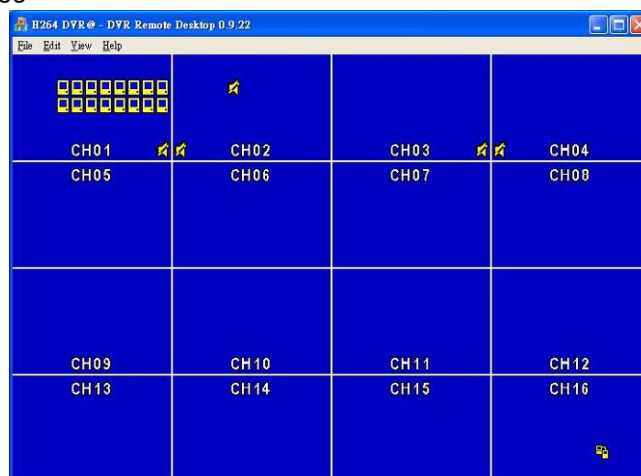 H264 DVR@ - DVR Remote Desktop 0.9.22
File Edit View Help
CH01 CH02 CH03 CH04
CH05 CH06 CH07 CH08
CH09 CH10 CH11 CH12
CH13 CH14 CH15 CH16